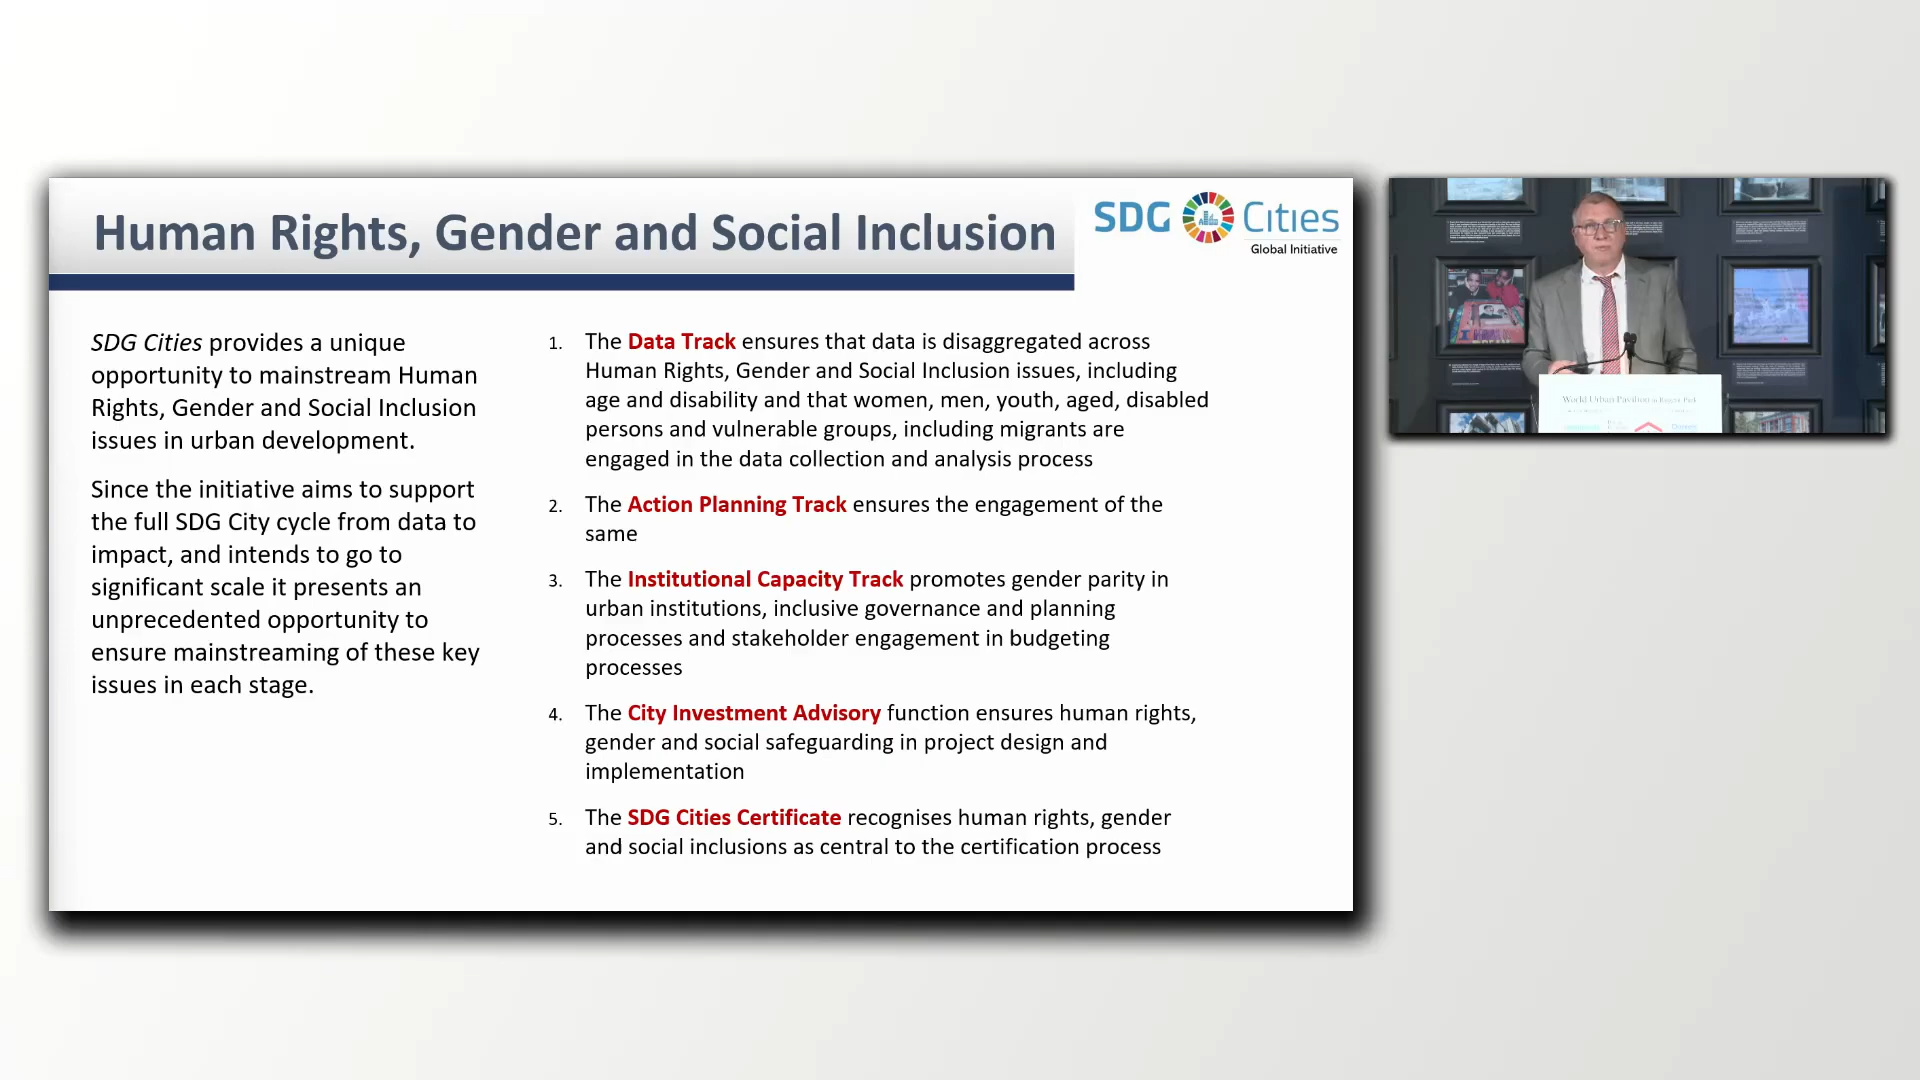 Human Rights, Gender and Social Inclusion
SDG Cities
Global Initiative
SDG Cities provides a unique
opportunity to mainstream Human
Rights, Gender and Social Inclusion
issues in urban development.
Since the initiative aims to support
the full SDG City cycle from data to
impact, and intends to go to
significant scale it presents an
unprecedented opportunity to
ensure mainstreaming of these key
issues in each stage.
1. The Data Track ensures that data is disaggregated across
Human Rights, Gender and Social Inclusion issues, including
age and disability and that women, men, youth, aged, disabled
persons and vulnerable groups, including migrants are
engaged in the data collection and analysis process
2. The Action Planning Track ensures the engagement of the
same
3. The Institutional Capacity Track promotes gender parity in
urban institutions, inclusive governance and planning
processes and stakeholder engagement in budgeting
processes
4. The City Investment Advisory function ensures human rights,
gender and social safeguarding in project design and
implementation
5. The SDG Cities Certificate recognises human rights, gender
and social inclusions as central to the certification process
World Urban Pavilion